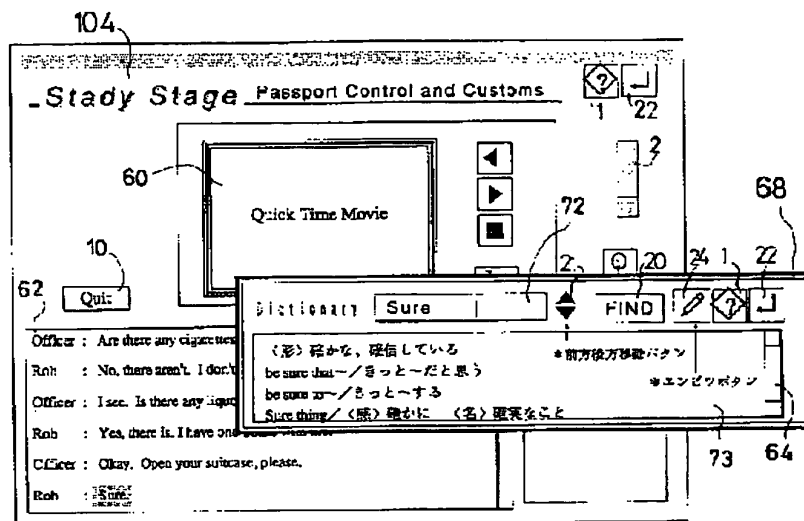 104
Stady Stage Passport Control and Customs
1 22
60
Quick Time Movie
2
72
68
10
Quiz
62
2 20 24 1 22
Dictionary Sure FIND
Officer : Are there any cigarettes
Rob : No, there aren't. I don't
Officer : I see. Is there any
Rob : Yes, there is. I have one
Officer : Okay. Open your suitcase, please.
Rob : Sure.
〈形〉確かな，確信している
be sure that～/きっと～だと思う
be sure to～/きっと～する
Sure thing/〈感〉確かに 〈名〉確実なこと
*前方後方移動ボタン
*エンピツボタン
73
64